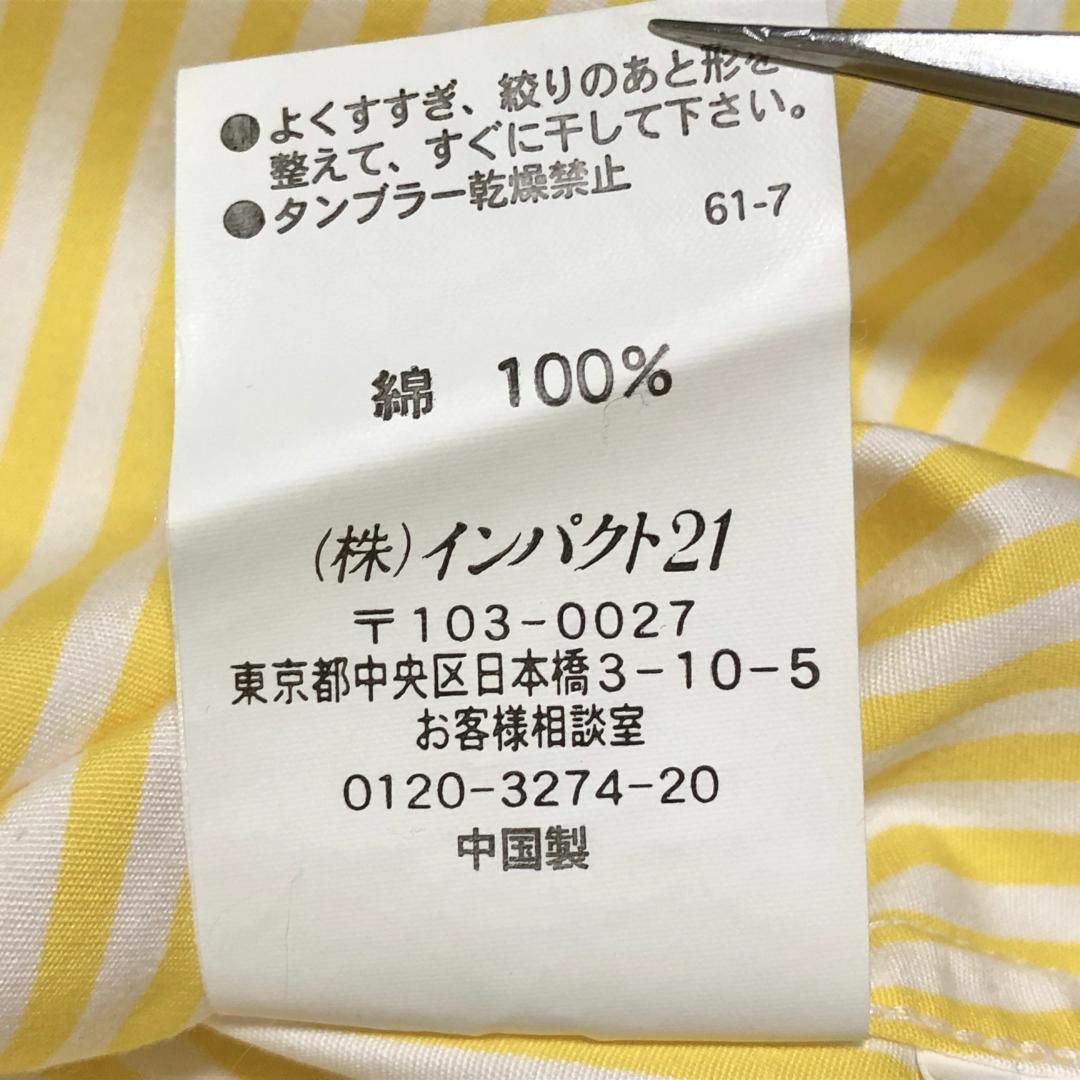 ●よくすすぎ、絞りのあと形を
整えて、すぐに干して下さい。
●タンブラー乾燥禁止
61-7
綿 100%
(株)インパクト21
〒103-0027
東京都中央区日本橋3-10-5
お客様相談室
0120-3274-20
中国製